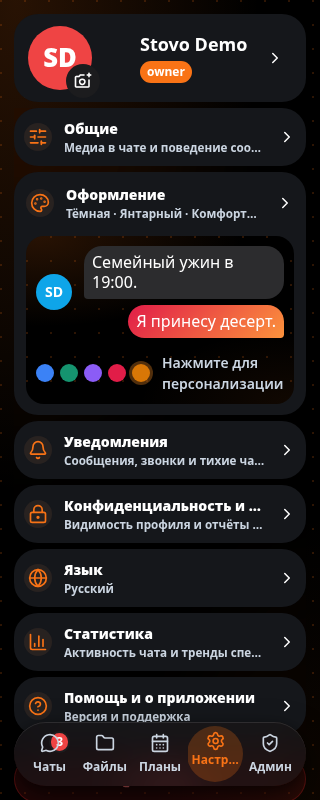 SD
Stovo Demo
owner
Общие
Медиа в чате и поведение соо...
Оформление
Тёмная · Янтарный · Комфорт...
Семейный ужин в
19:00.
SD
Я принесу десерт.
Нажмите для
персонализации
Уведомления
Сообщения, звонки и тихие ча...
Конфиденциальность и ...
Видимость профиля и отчёты ...
Язык
Русский
Статистика
Активность чата и тренды спе...
Помощь и о приложении
Версия и поддержка
3
Чаты
Файлы
Планы
Настр...
Админ